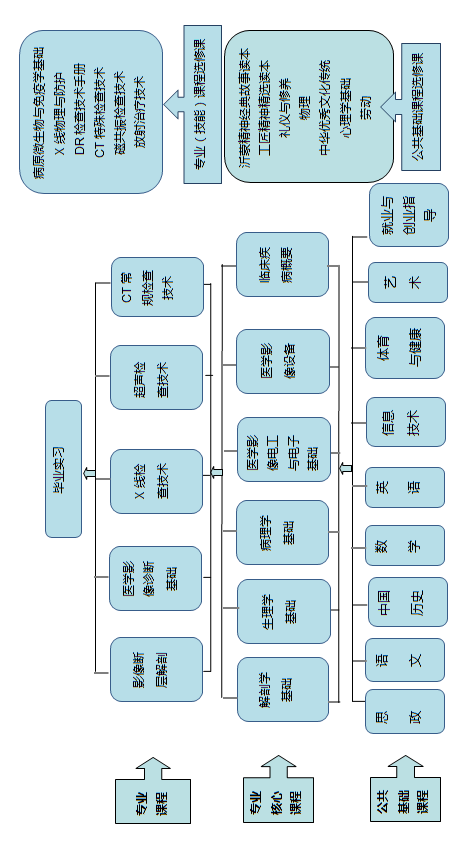 毕业实习
专业
课程
影像断
层解剖
医学影
像诊断
基础
X 线检
查技术
超声检
查技术
CT 常
规检查
技术
专业（技能）课程选修课
病原微生物与免疫学基础
X 线物理与防护
DR 检查技术手册
CT 特殊检查技术
磁共振检查技术
放射治疗技术
专业
核心
课程
解剖学
基础
生理学
基础
病理学
基础
医学影
像电工
与电子
基础
医学影
像设备
临床疾
病概要
公共基础课程选修课
沂蒙精神经典故事读本
工匠精神精选读本
礼仪与修养
物理
中华优秀文化传统
心理学基础
劳动
公共
基础
课程
思
政
语
文
中国
历史
数
学
英
语
信息
技术
体育
与健康
艺
术
就业与
创业指
导